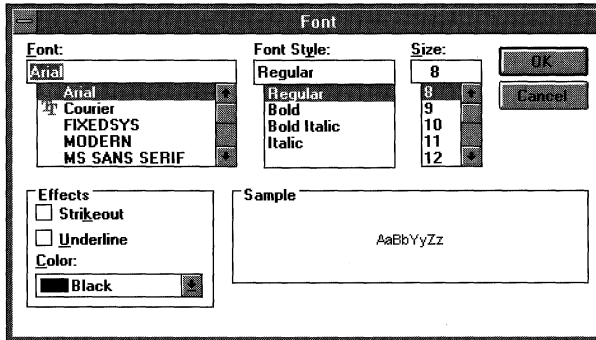 Font
Font: Font Style: Size:
Arial Regular 8 OK
Arial Regular 8 Cancel
Courier Bold 9
FIXEDSYS Bold Italic 10
MODERN Italic 11
MS SANS SERIF 12
Effects Sample
Strikeout
Underline AaBbYyZz
Color:
Black